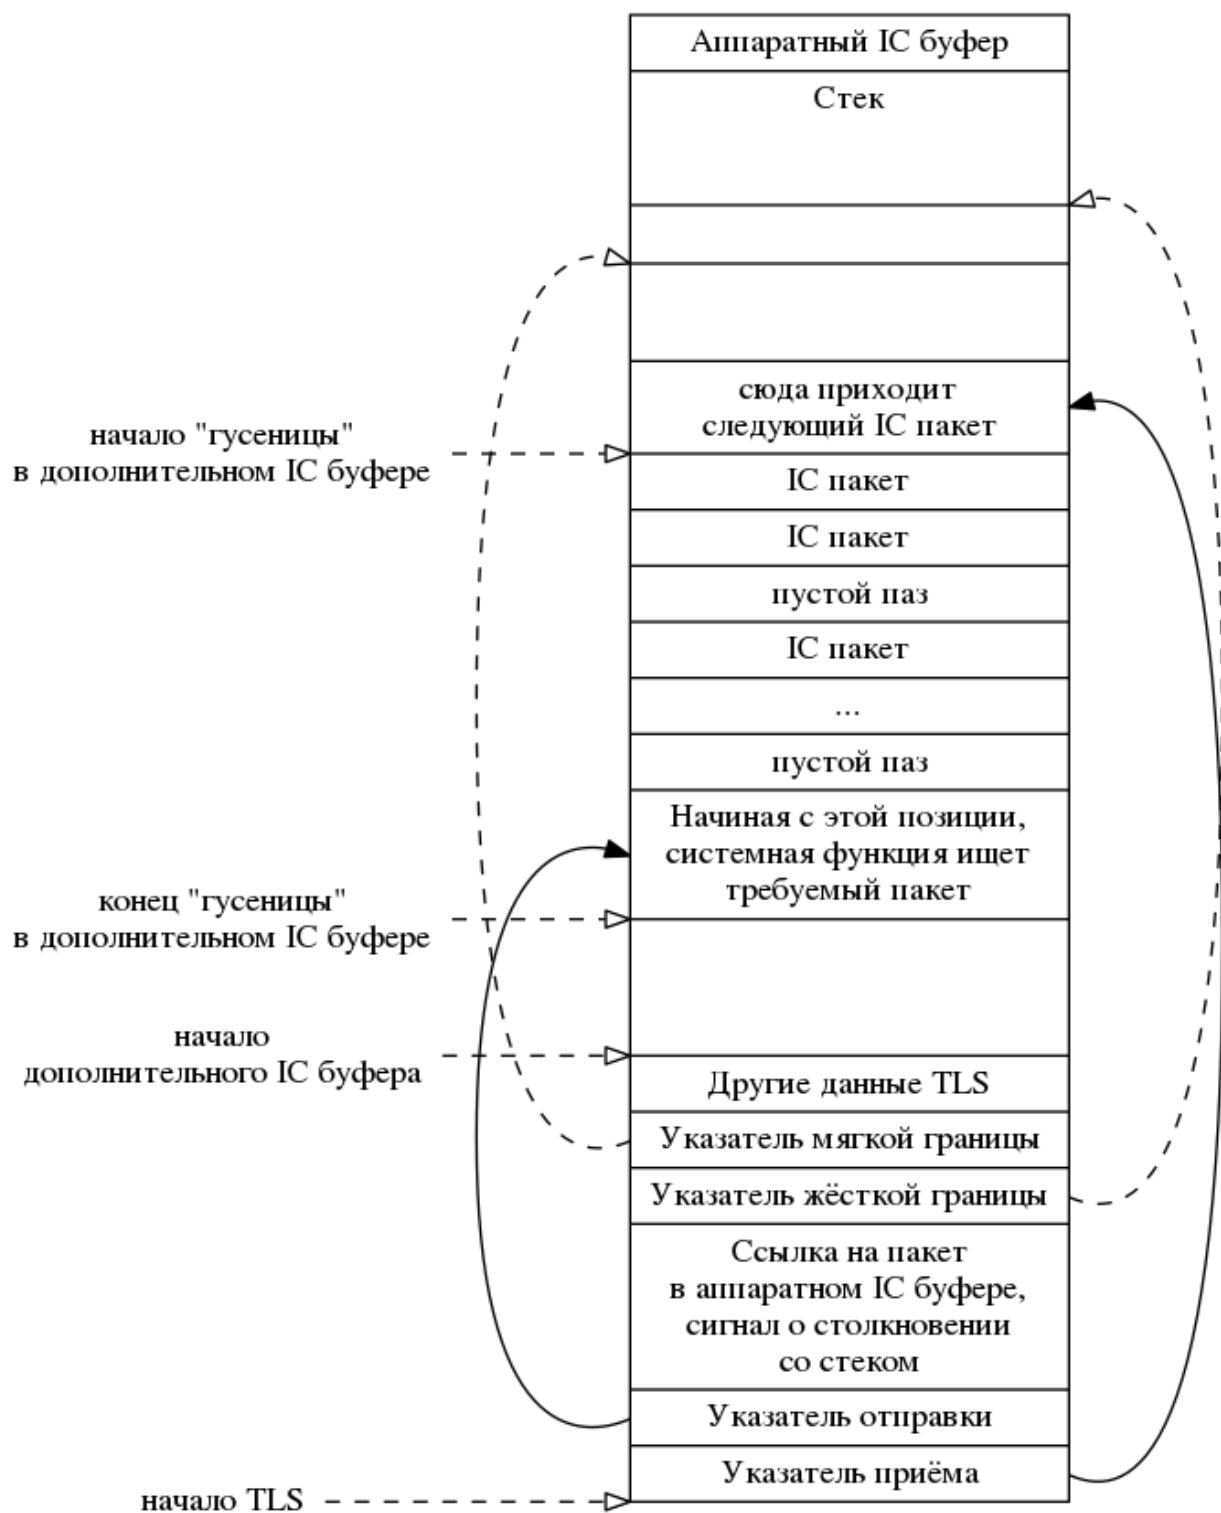 Аппаратный IC буфер
Стек
сюда приходит
следующий IC пакет
начало "гусеницы"
в дополнительном IC буфере
IC пакет
IC пакет
пустой паз
IC пакет
...
пустой паз
Начиная с этой позиции,
системная функция ищет
требуемый пакет
конец "гусеницы"
в дополнительном IC буфере
начало
дополнительного IC буфера
Другие данные TLS
Указатель мягкой границы
Указатель жёсткой границы
Ссылка на пакет
в аппаратном IC буфере,
сигнал о столкновении
со стеком
Указатель отправки
Указатель приёма
начало TLS